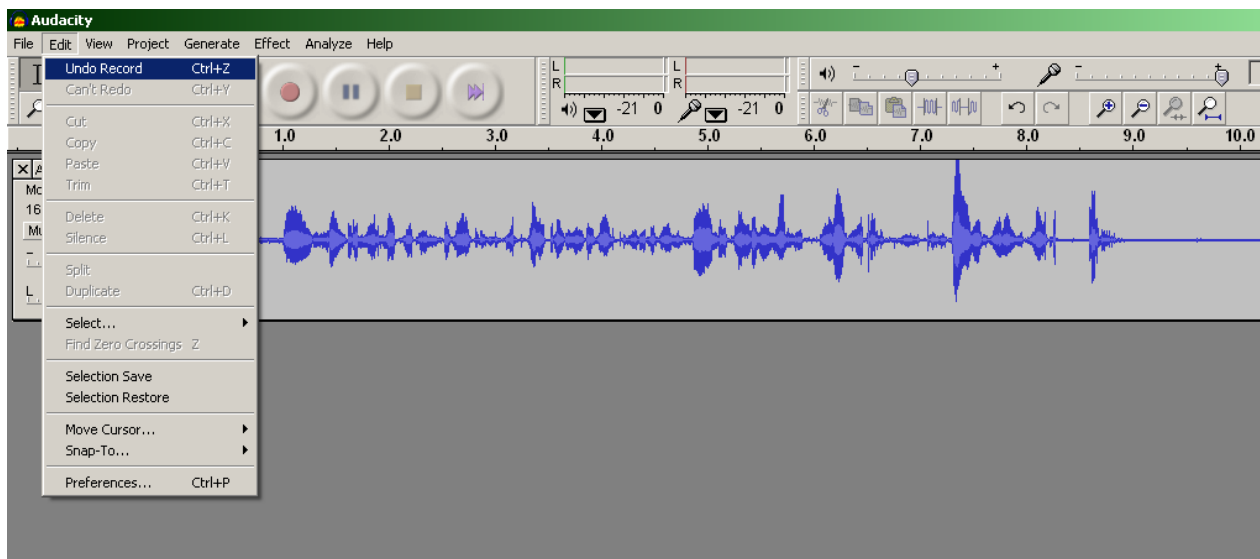 Audacity
File Edit View Project Generate Effect Analyze Help
Undo Record Ctrl+Z
Can't Redo Ctrl+Y
Cut Ctrl+X
Copy Ctrl+C
Paste Ctrl+V
Trim Ctrl+T
Delete Ctrl+K
Silence Ctrl+L
Split
Duplicate Ctrl+D
Select...
Find Zero Crossings Z
Selection Save
Selection Restore
Move Cursor...
Snap-To...
Preferences... Ctrl+P
L
R
-21 0
L
R
-21 0
- +
- +
1.0 2.0 3.0 4.0 5.0 6.0 7.0 8.0 9.0 10.0
16
-
L